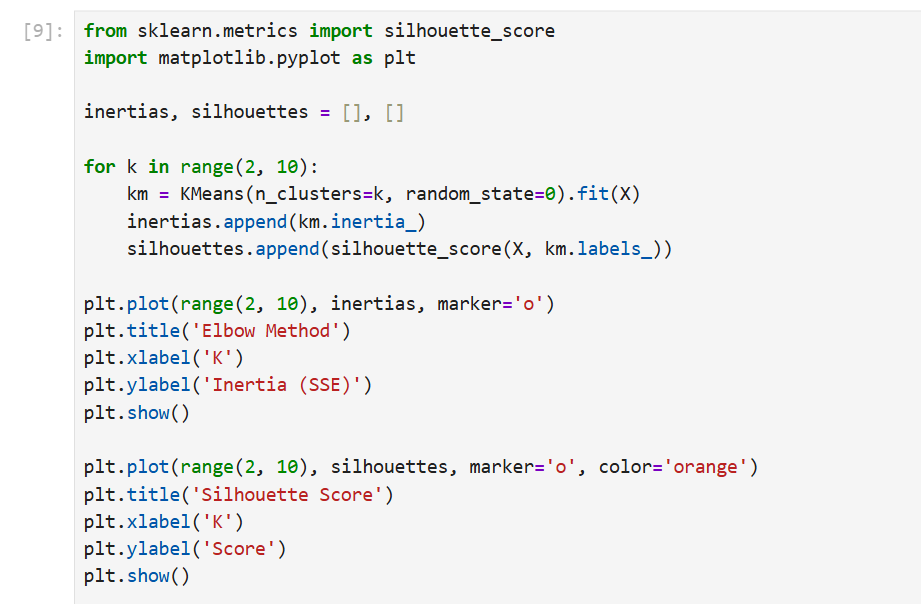 [9]:
from sklearn.metrics import silhouette_score
import matplotlib.pyplot as plt

inertias, silhouettes = [], []

for k in range(2, 10):
    km = KMeans(n_clusters=k, random_state=0).fit(X)
    inertias.append(km.inertia_)
    silhouettes.append(silhouette_score(X, km.labels_))

plt.plot(range(2, 10), inertias, marker='o')
plt.title('Elbow Method')
plt.xlabel('K')
plt.ylabel('Inertia (SSE)')
plt.show()

plt.plot(range(2, 10), silhouettes, marker='o', color='orange')
plt.title('Silhouette Score')
plt.xlabel('K')
plt.ylabel('Score')
plt.show()